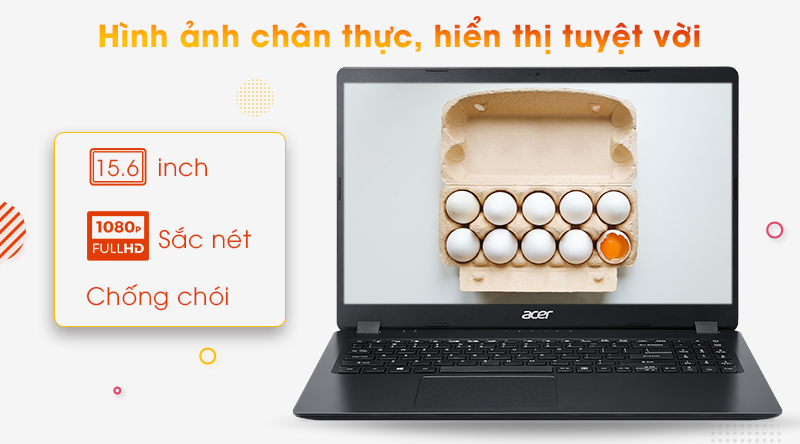 Hình ảnh chân thực, hiển thị tuyệt vời
15.6 inch
1080p
FULLHD
Sắc nét
Chống chói
acer